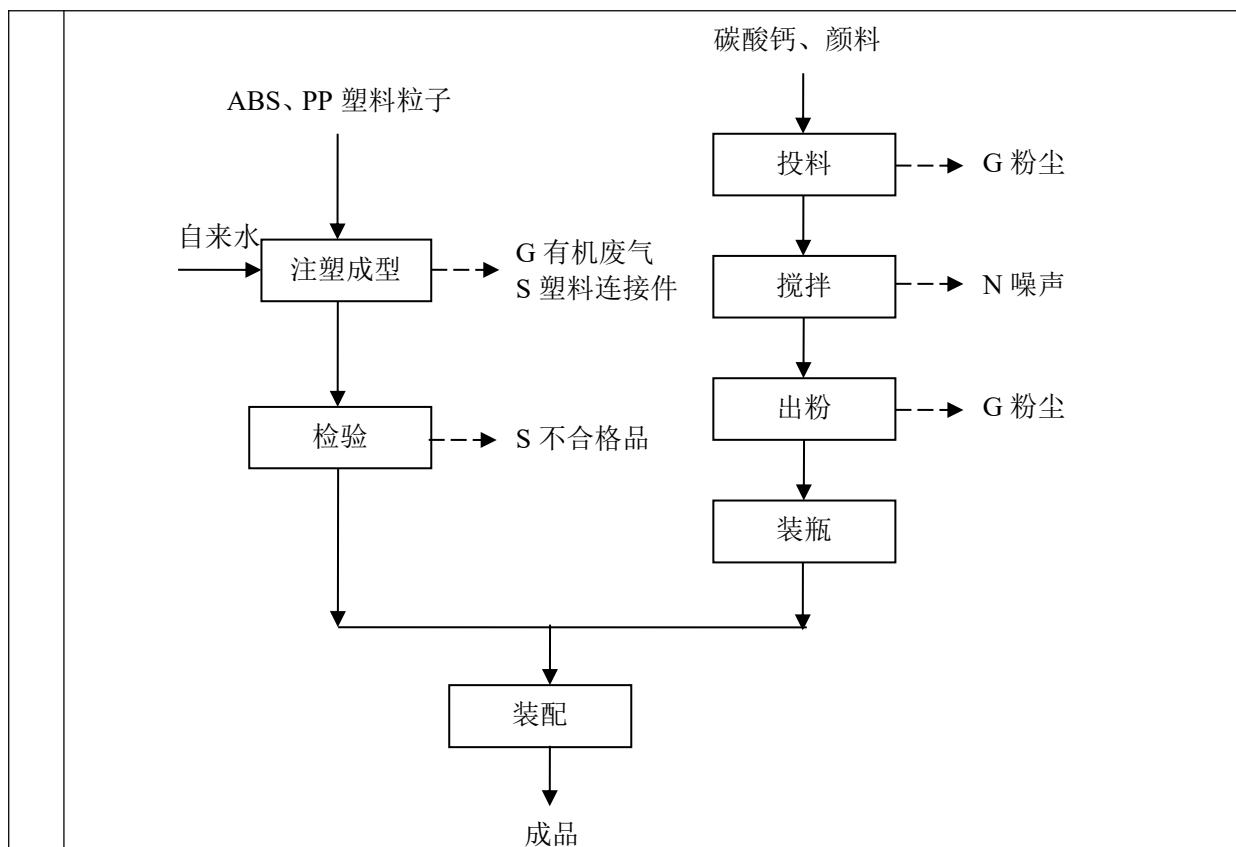 碳酸钙、颜料
ABS、PP 塑料粒子
投料
G 粉尘
自来水
注塑成型
G 有机废气
S 塑料连接件
搅拌
N 噪声
出粉
G 粉尘
检验
S 不合格品
装瓶
装配
成品